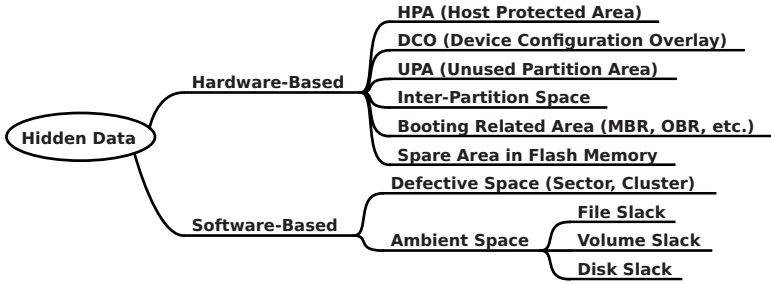 Hidden Data
Hardware-Based
HPA (Host Protected Area)
DCO (Device Configuration Overlay)
UPA (Unused Partition Area)
Inter-Partition Space
Booting Related Area (MBR, OBR, etc.)
Spare Area in Flash Memory
Software-Based
Defective Space (Sector, Cluster)
Ambient Space
File Slack
Volume Slack
Disk Slack